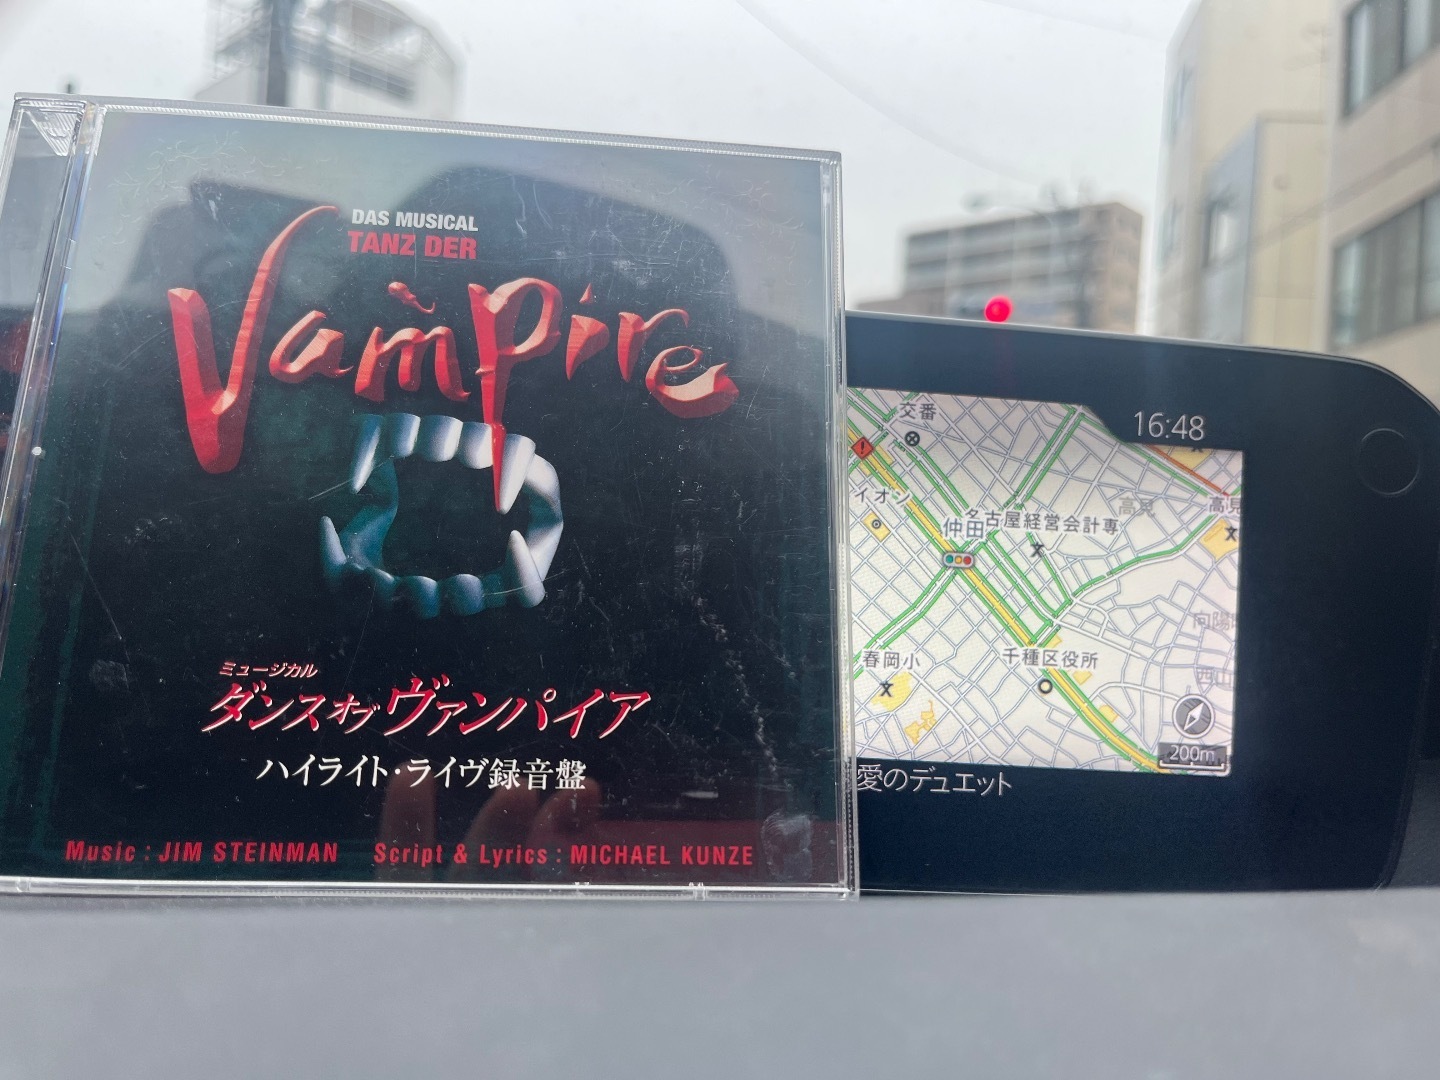 DAS MUSICAL
TANZ DER
Vampire
ミュージカル
ダンス オブ ヴァンパイア
ハイライト・ライヴ録音盤
Music : JIM STEINMAN Script & Lyrics : MICHAEL KUNZE
16:48
交番
イオン
高見
高見
仲田
名古屋経営会計専
春岡小
千種区役所
200m
愛のデュエット